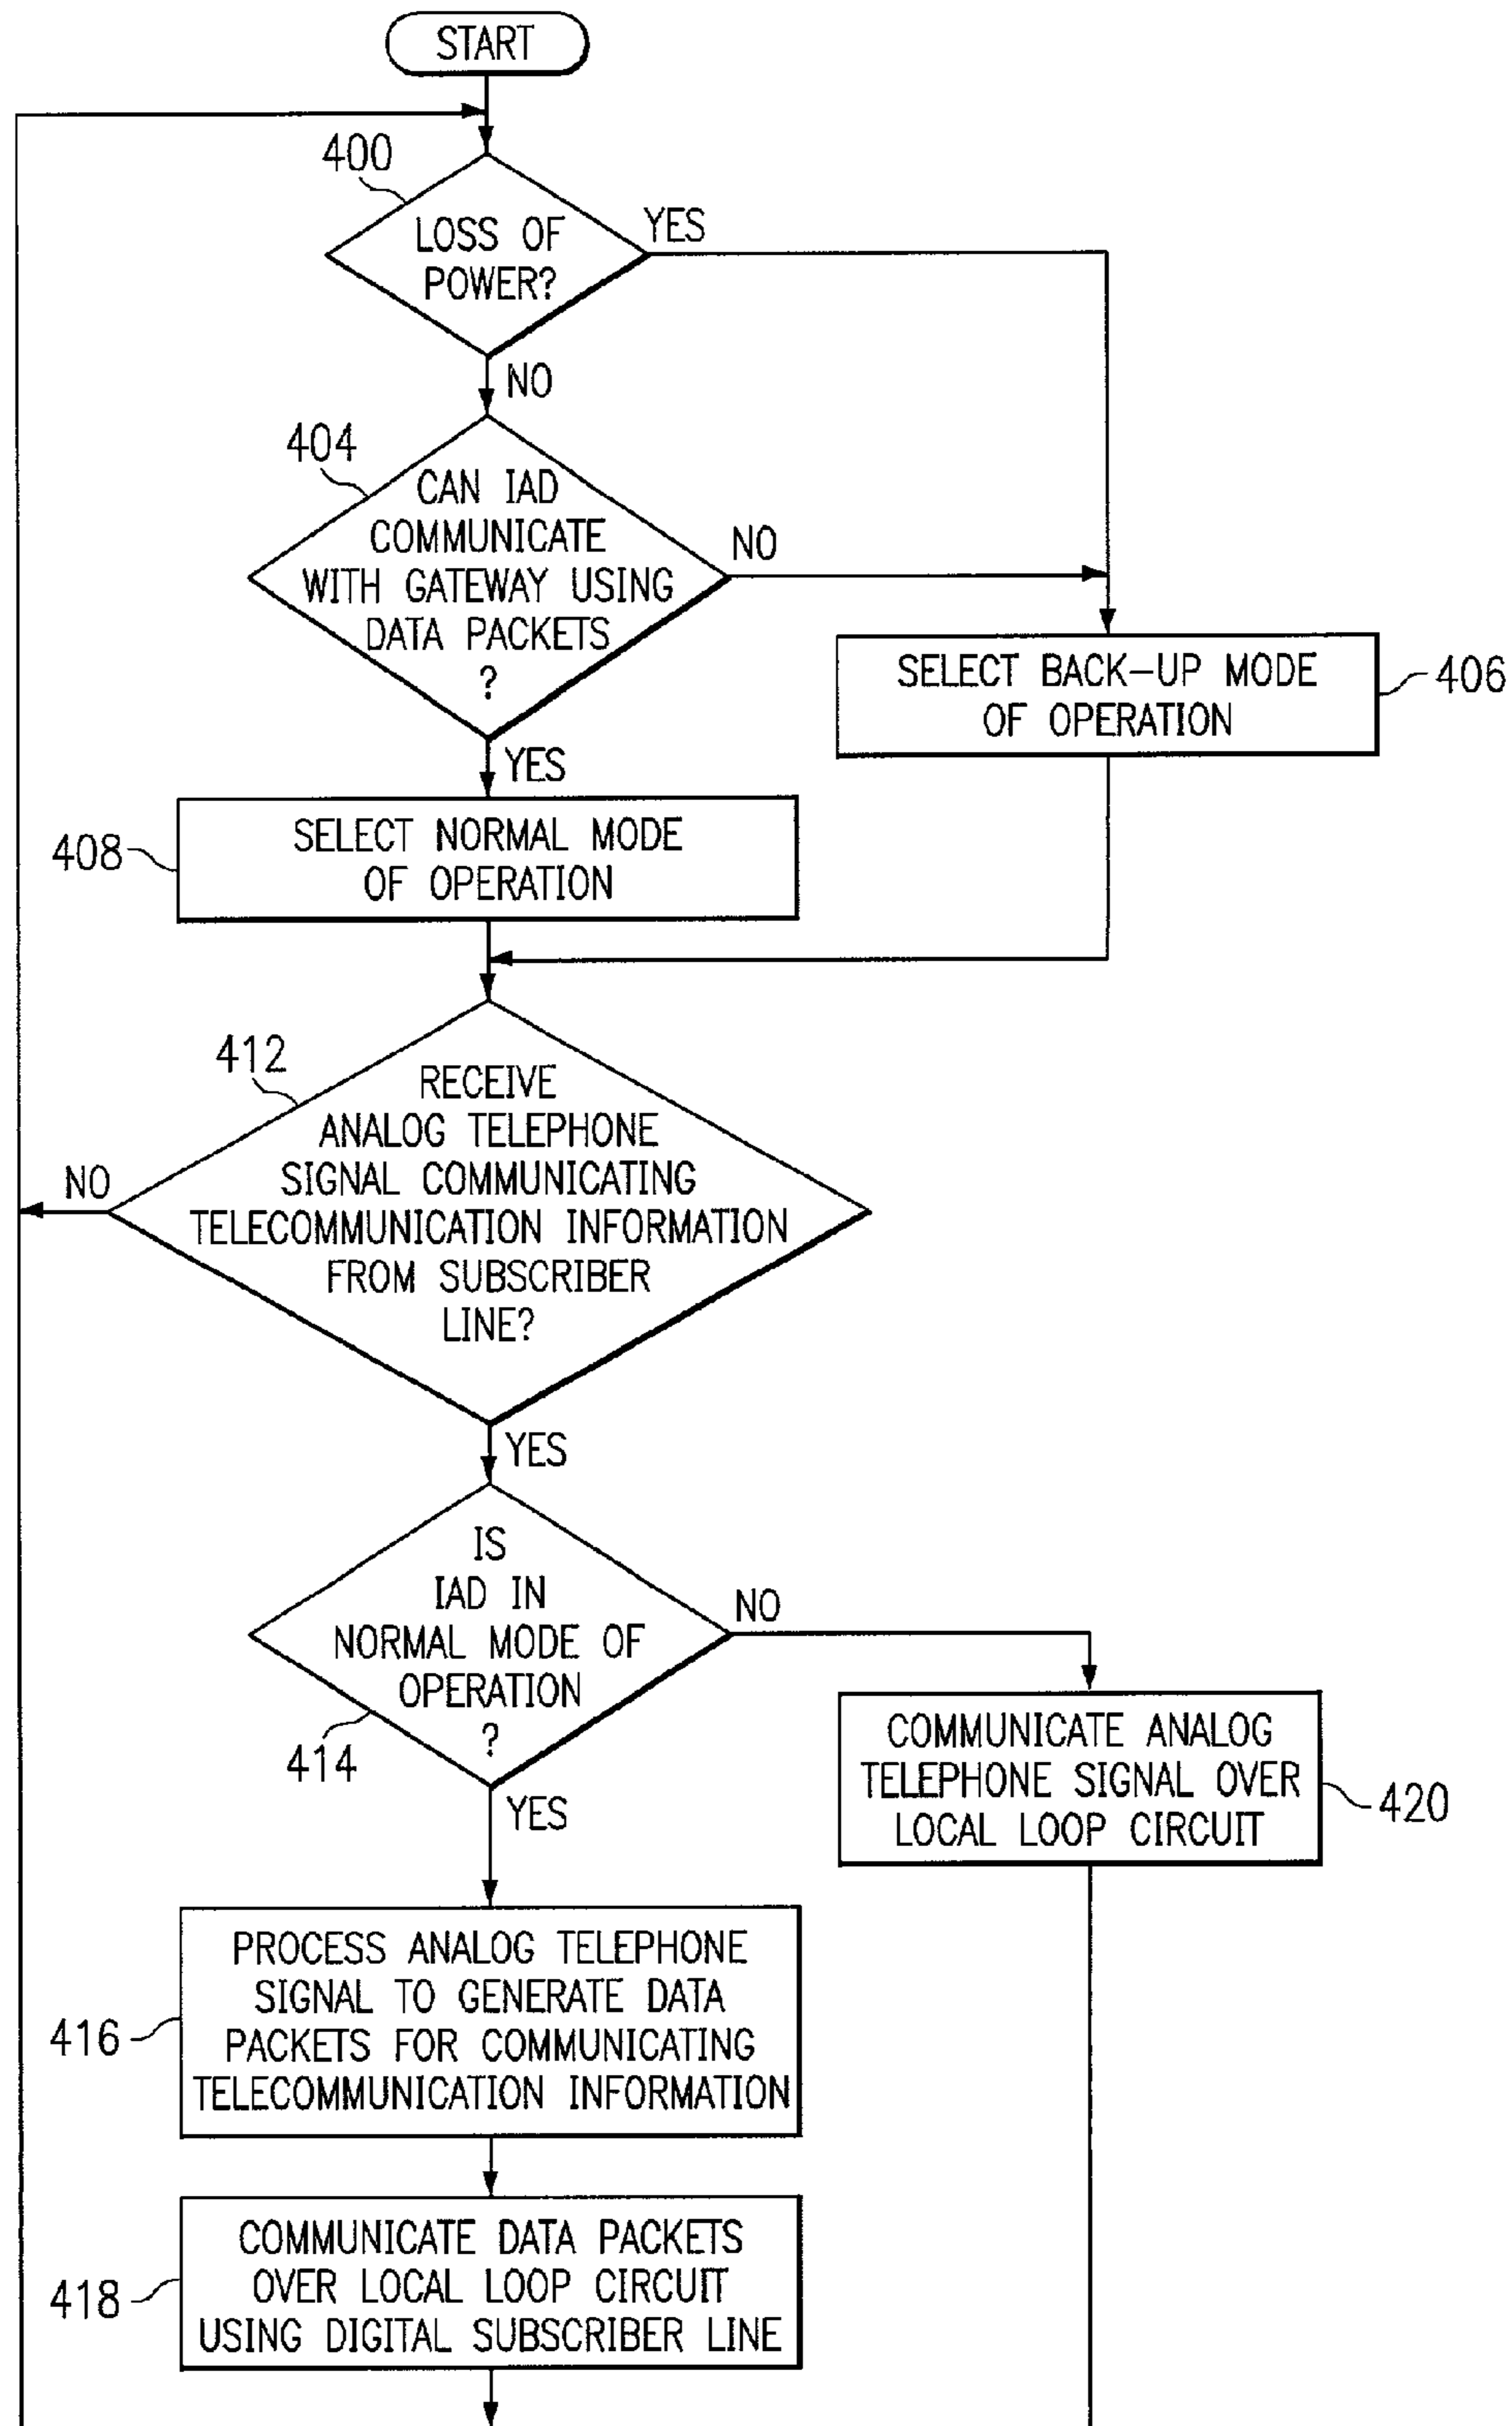 START
400
LOSS OF
POWER?
YES
NO
404
CAN IAD
COMMUNICATE
WITH GATEWAY USING
DATA PACKETS
?
NO
YES
SELECT BACK-UP MODE
OF OPERATION
406
408
SELECT NORMAL MODE
OF OPERATION
412
RECEIVE
ANALOG TELEPHONE
SIGNAL COMMUNICATING
TELECOMMUNICATION INFORMATION
FROM SUBSCRIBER
LINE?
NO
YES
IS
IAD IN
NORMAL MODE OF
OPERATION
?
414
NO
YES
COMMUNICATE ANALOG
TELEPHONE SIGNAL OVER
LOCAL LOOP CIRCUIT
420
416
PROCESS ANALOG TELEPHONE
SIGNAL TO GENERATE DATA
PACKETS FOR COMMUNICATING
TELECOMMUNICATION INFORMATION
418
COMMUNICATE DATA PACKETS
OVER LOCAL LOOP CIRCUIT
USING DIGITAL SUBSCRIBER LINE